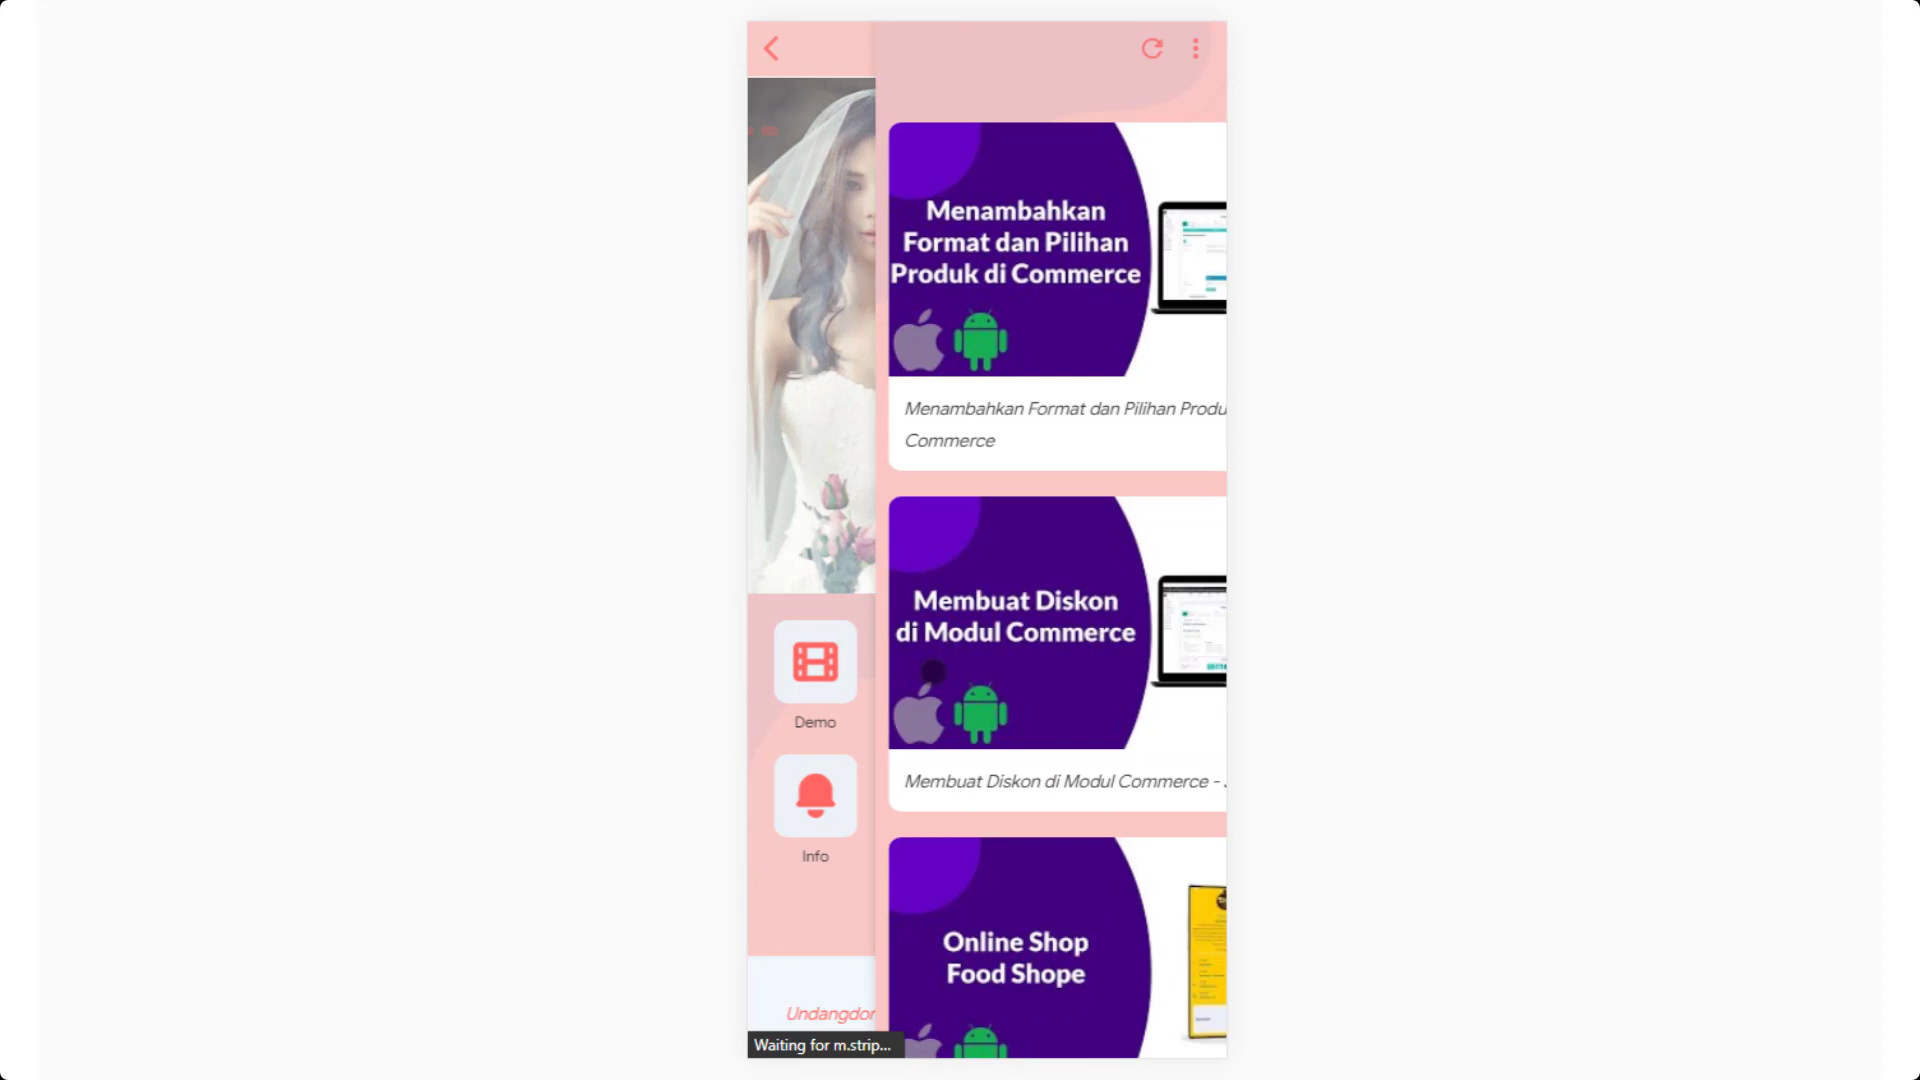 Menambahkan
Format dan Pilihan
Produk di Commerce
Menambahkan Format dan Pilihan Produ
Commerce
Membuat Diskon
di Modul Commerce
Demo
Membuat Diskon di Modul Commerce -
Info
Online Shop
Food Shope
Undangdon
Waiting for m.strip...